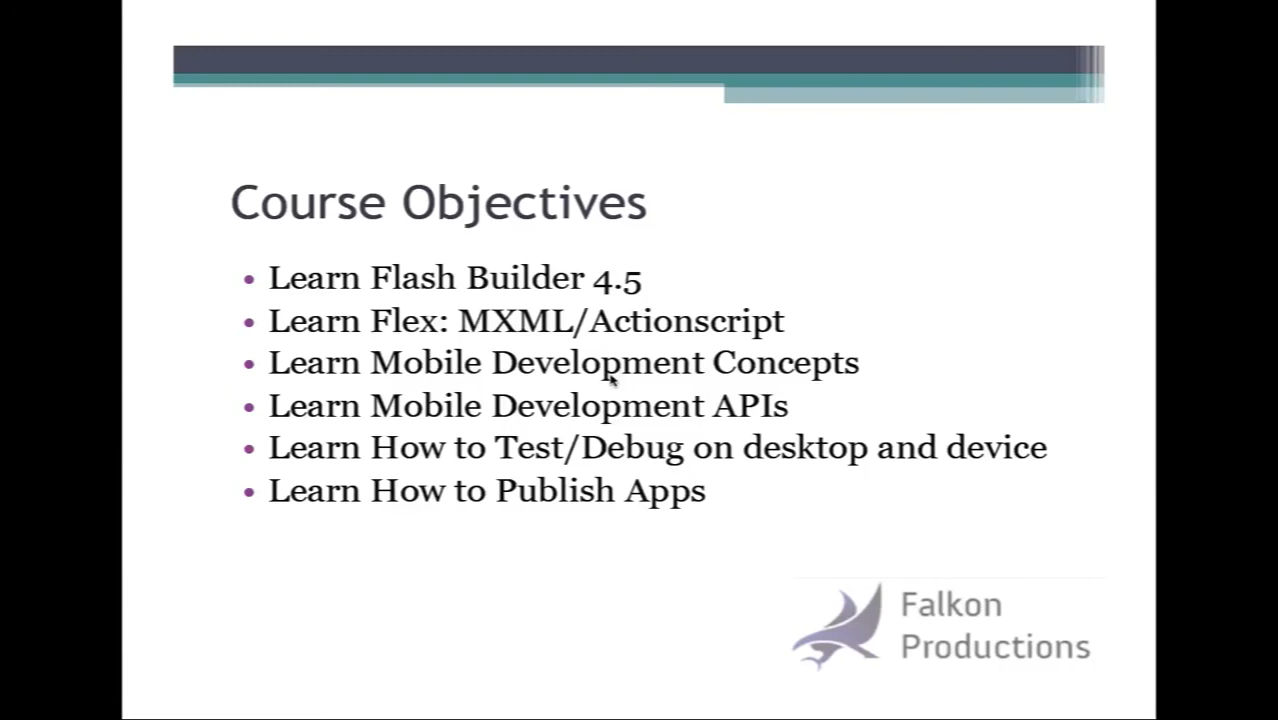 Course Objectives
• Learn Flash Builder 4.5
• Learn Flex: MXML/Actionscript
• Learn Mobile Development Concepts
• Learn Mobile Development APIs
• Learn How to Test/Debug on desktop and device
• Learn How to Publish Apps
Falkon
Productions